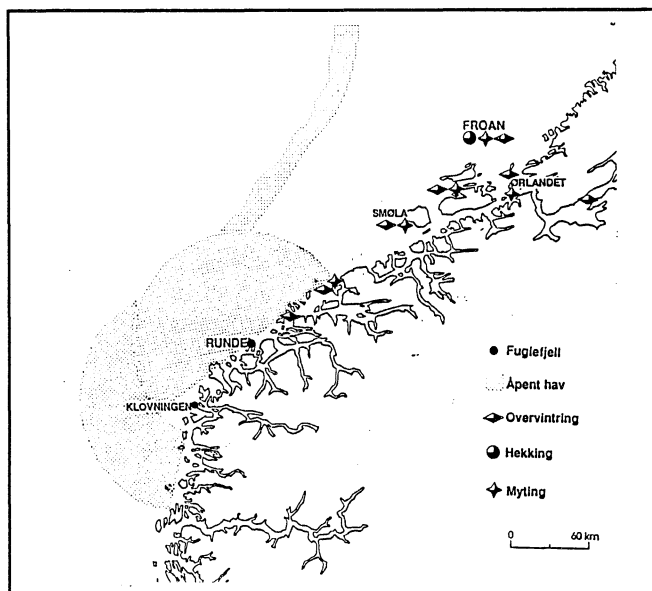 FROAN
ØRLANDET
SMØLA
RUNDE
KLOVNINGEN
Fuglefjell
Åpent hav
Overvintring
Hekking
Myting
0 60 km